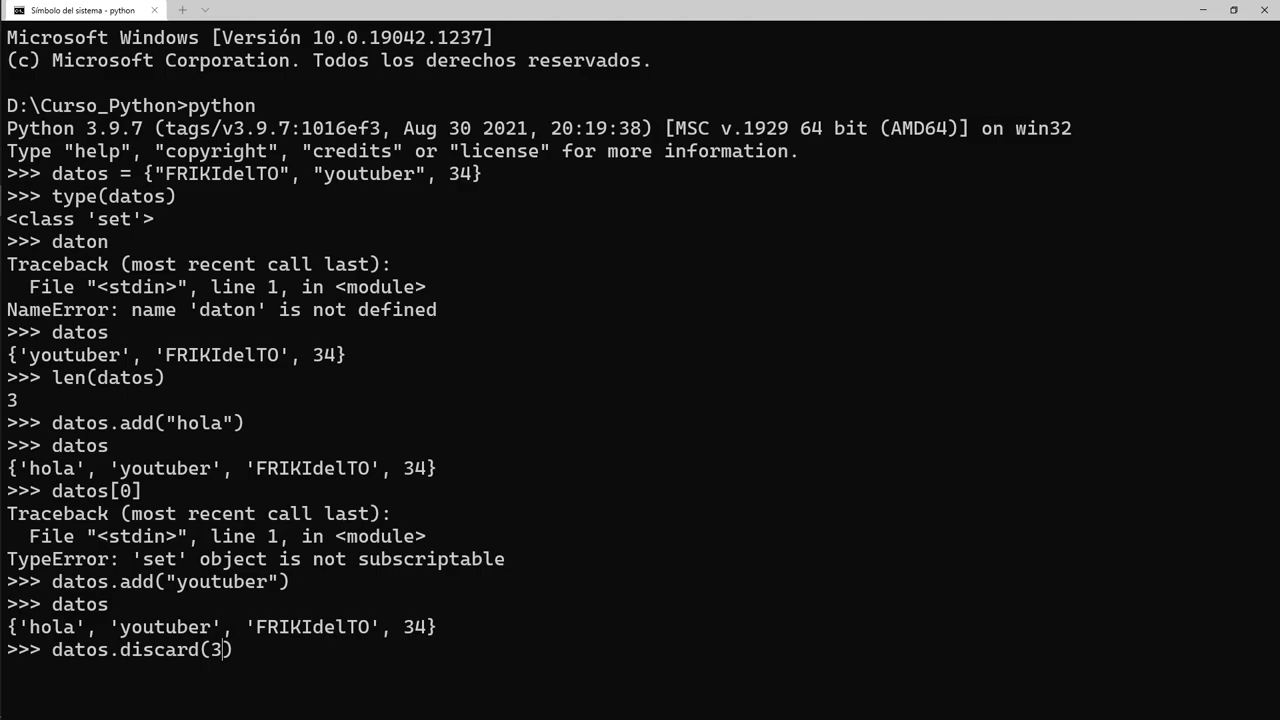 Símbolo del sistema - python
Microsoft Windows [Versión 10.0.19042.1237]
(c) Microsoft Corporation. Todos los derechos reservados.
D:\Curso_Python>python
Python 3.9.7 (tags/v3.9.7:1016ef3, Aug 30 2021, 20:19:38) [MSC v.1929 64 bit (AMD64)] on win32
Type "help", "copyright", "credits" or "license" for more information.
>>> datos = {"FRIKIdelTO", "youtuber", 34}
>>> type(datos)
<class 'set'>
>>> daton
Traceback (most recent call last):
  File "<stdin>", line 1, in <module>
NameError: name 'daton' is not defined
>>> datos
{'youtuber', 'FRIKIdelTO', 34}
>>> len(datos)
3
>>> datos.add("hola")
>>> datos
{'hola', 'youtuber', 'FRIKIdelTO', 34}
>>> datos[0]
Traceback (most recent call last):
  File "<stdin>", line 1, in <module>
TypeError: 'set' object is not subscriptable
>>> datos.add("youtuber")
>>> datos
{'hola', 'youtuber', 'FRIKIdelTO', 34}
>>> datos.discard(3)